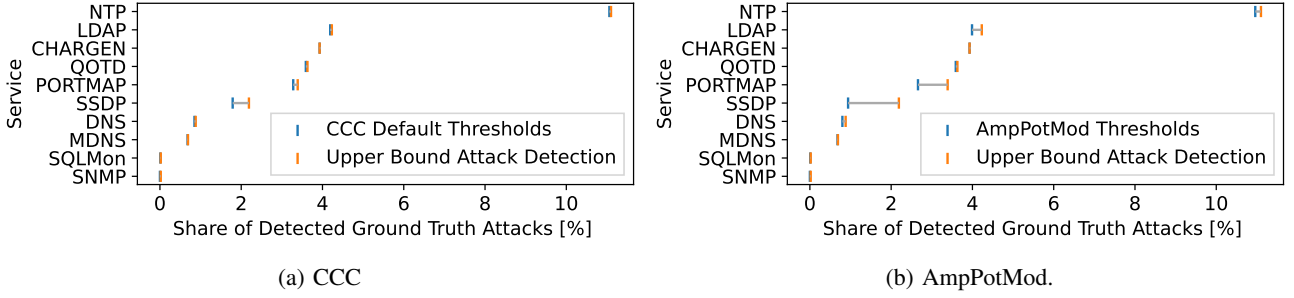 NTP
LDAP
CHARGEN
QOTD
PORTMAP
SSDP
DNS
MDNS
SQLMon
SNMP
Service
CCC Default Thresholds
Upper Bound Attack Detection
0 2 4 6 8 10
Share of Detected Ground Truth Attacks [%]
(a) CCC
NTP
LDAP
CHARGEN
QOTD
PORTMAP
SSDP
DNS
MDNS
SQLMon
SNMP
Service
AmpPotMod Thresholds
Upper Bound Attack Detection
0 2 4 6 8 10
Share of Detected Ground Truth Attacks [%]
(b) AmpPotMod.